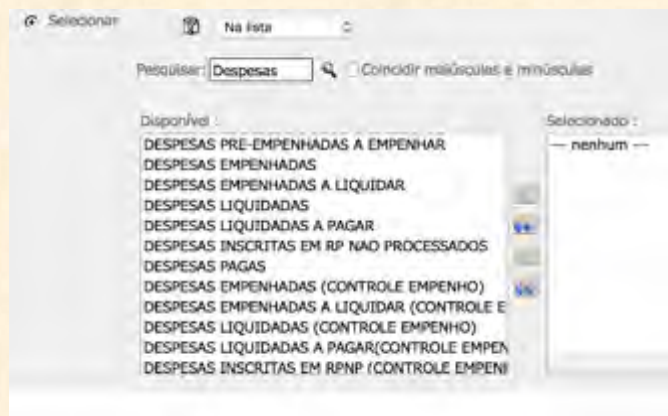 Selecionar
Na lista
Pesquisar: Despesas Coincidir maiúsculas e minúsculas
Disponível :
DESPESAS PRE-EMPENHADAS A EMPENHAR
DESPESAS EMPENHADAS
DESPESAS EMPENHADAS A LIQUIDAR
DESPESAS LIQUIDADAS
DESPESAS LIQUIDADAS A PAGAR
DESPESAS INSCRITAS EM RP NAO PROCESSADOS
DESPESAS PAGAS
DESPESAS EMPENHADAS (CONTROLE EMPENHO)
DESPESAS EMPENHADAS A LIQUIDAR (CONTROLE E
DESPESAS LIQUIDADAS (CONTROLE EMPENHO)
DESPESAS LIQUIDADAS A PAGAR(CONTROLE EMPEN
DESPESAS INSCRITAS EM RPNP (CONTROLE EMPEN
Selecionado :
--- nenhum ---